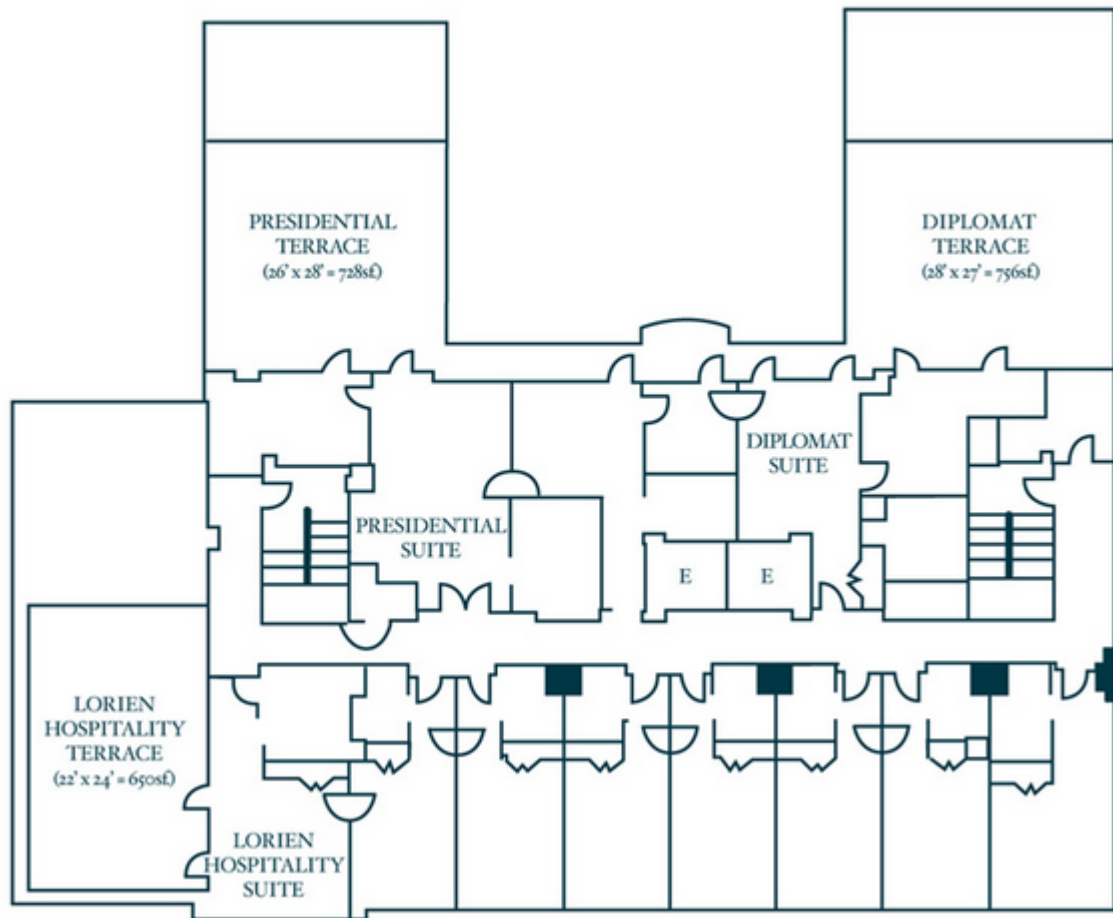 PRESIDENTIAL
TERRACE
(26' x 28' = 728sf.)
DIPLOMAT
TERRACE
(28' x 27' = 756sf.)
DIPLOMAT
SUITE
PRESIDENTIAL
SUITE
E
E
LORIEN
HOSPITALITY
TERRACE
(22' x 24' = 650sf.)
LORIEN
HOSPITALITY
SUITE